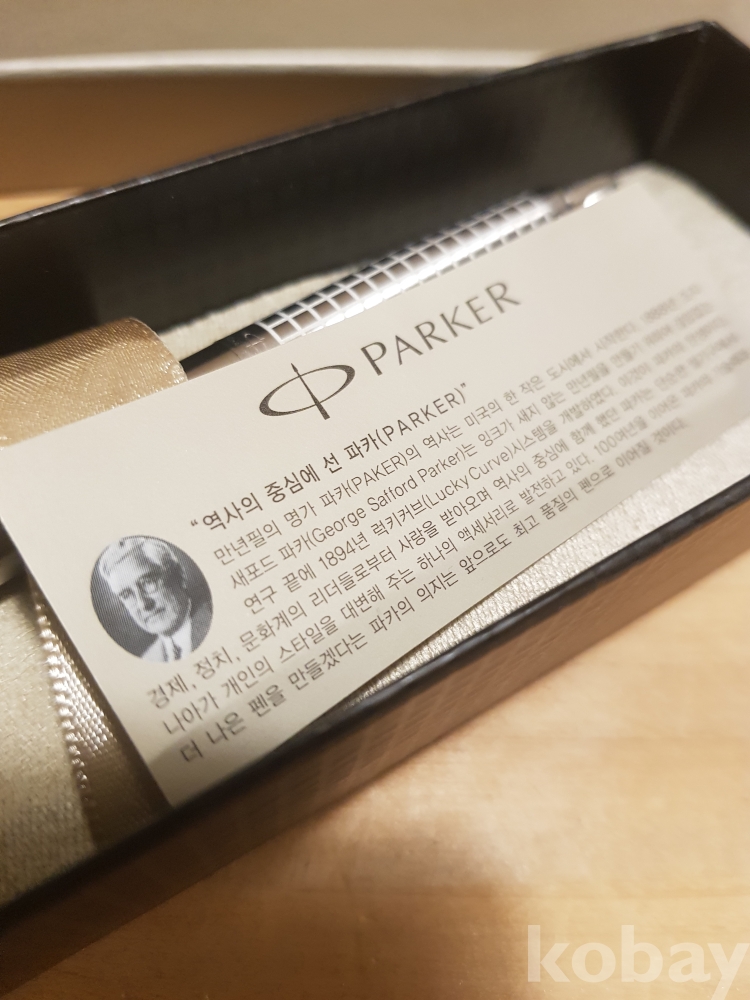 PARKER
“역사의 중심에 선 파카(PARKER)”
만년필의 명가 파카(PAKER)의 역사는 미국의 한 작은 도시에서 시작했다.
새포드 파카(George Safford Parker)는 잉크가 새지 않는 만년필을 만들기
연구 끝에 1894년 럭키커브(Lucky Curve)시스템을 개발하였다. 이것이
경제, 정치, 문화계의 리더들로부터 사랑을 받아오며 역사의 중심에 함께 했던 파카는
나아가 개인의 스타일을 대변해 주는 하나의 액세서리로 발전하고 있다. 100여년을
더 나은 펜을 만들겠다는 파카의 의지는 앞으로도 최고 품질의 펜으로 이어질 것이다.
kobay